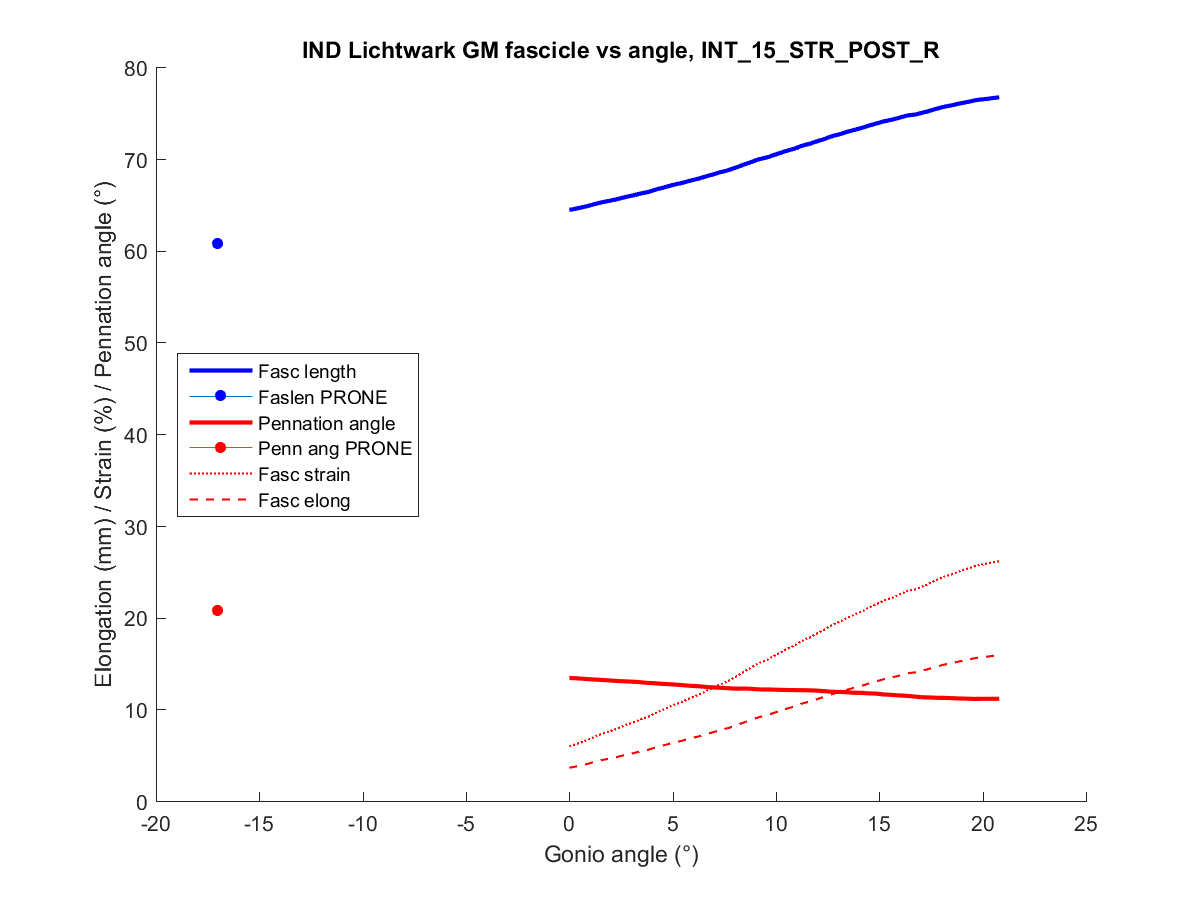 IND Lichtwark GM fascicle vs angle, INT_15_STR_POST_R
Elongation (mm) / Strain (%) / Pennation angle (°)
80
70
60
50
40
30
20
10
0
Fasc length
Faslen PRONE
Pennation angle
Penn ang PRONE
Fasc strain
Fasc elong
-20 -15 -10 -5 0 5 10 15 20 25
Gonio angle (°)